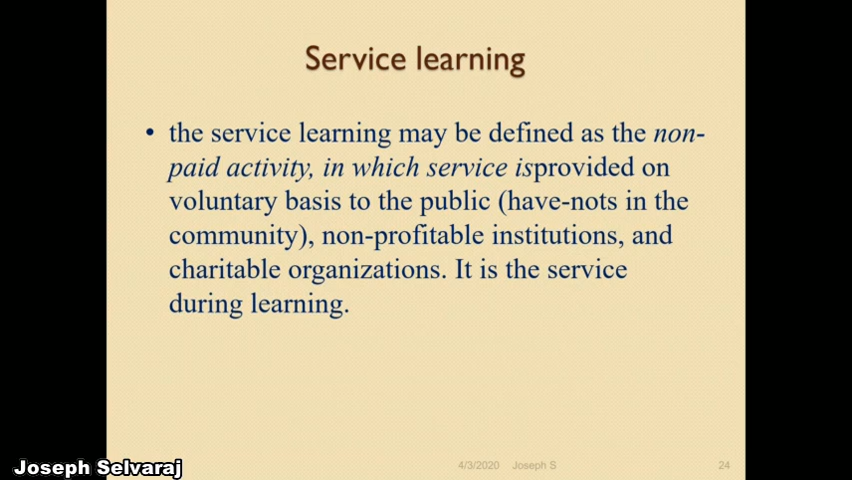 Service learning
• the service learning may be defined as the non-
paid activity, in which service isprovided on
voluntary basis to the public (have-nots in the
community), non-profitable institutions, and
charitable organizations. It is the service
during learning.
Joseph Selvaraj
4/3/2020 Joseph S 24